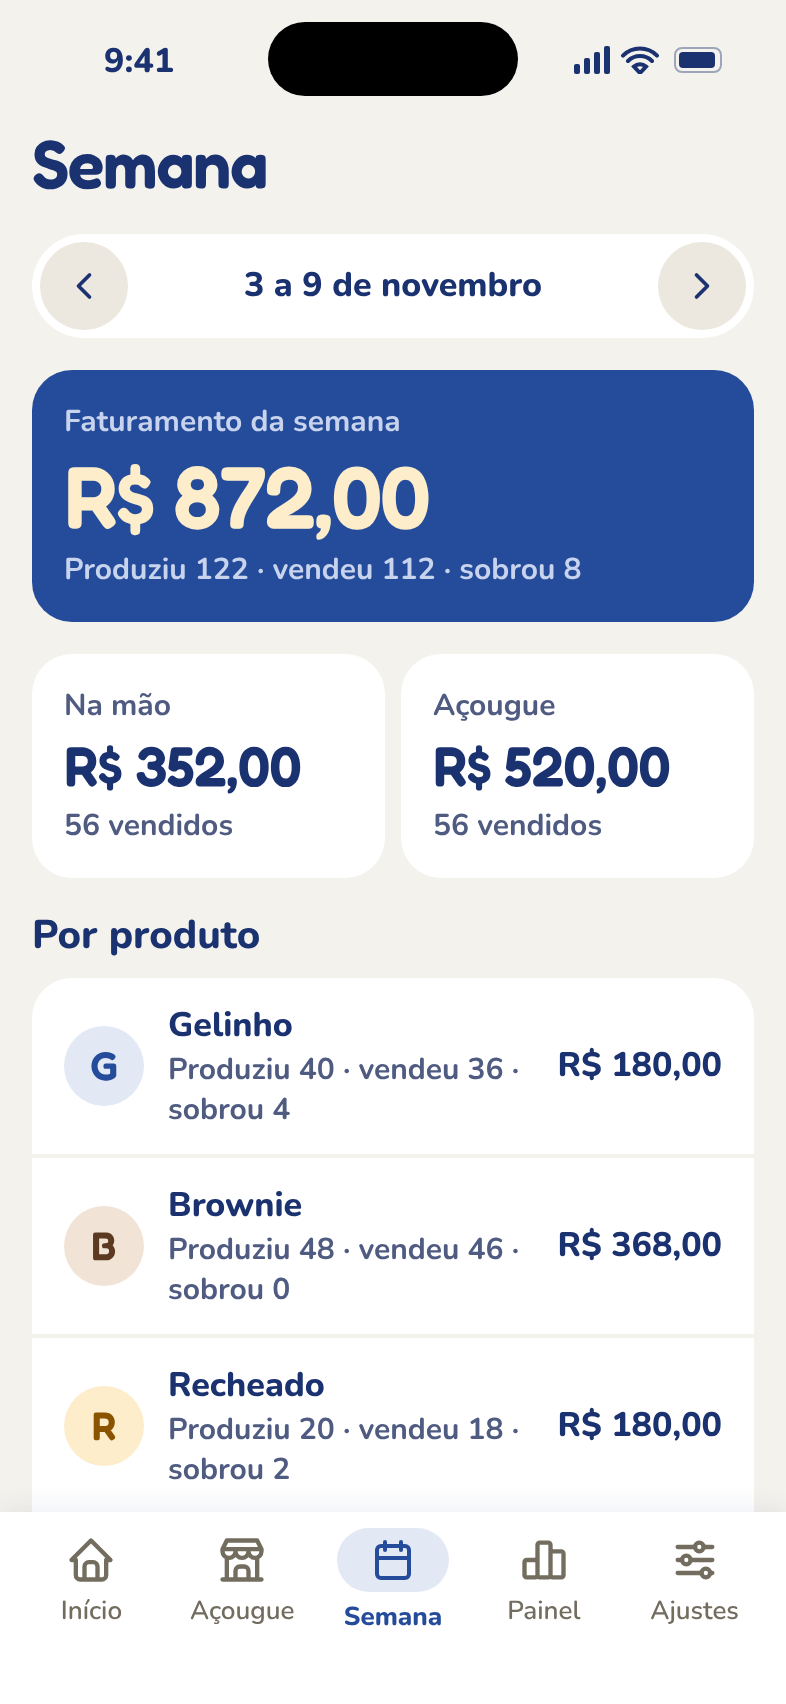 9:41
Semana
3 a 9 de novembro
Faturamento da semana
R$ 872,00
Produziu 122 · vendeu 112 · sobrou 8
Na mão
R$ 352,00
56 vendidos
Açougue
R$ 520,00
56 vendidos
Por produto
G
Gelinho
Produziu 40 · vendeu 36 ·
sobrou 4
R$ 180,00
B
Brownie
Produziu 48 · vendeu 46 ·
sobrou 0
R$ 368,00
R
Recheado
Produziu 20 · vendeu 18 ·
sobrou 2
R$ 180,00
Início
Açougue
Semana
Painel
Ajustes